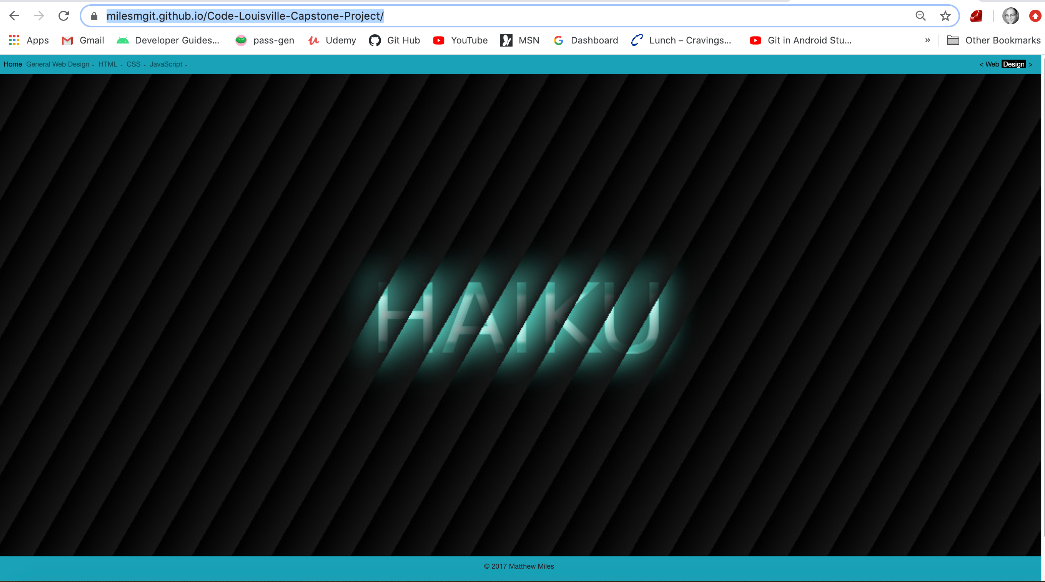 milesmgit.github.io/Code-Louisville-Capstone-Project/
Apps Gmail Developer Guides... pass-gen Udemy Git Hub YouTube MSN Dashboard Lunch – Cravings... Git in Android Stu... » Other Bookmarks
Home General Web Design HTML CSS JavaScript < Web Design >
HAIKU
© 2017 Matthew Miles